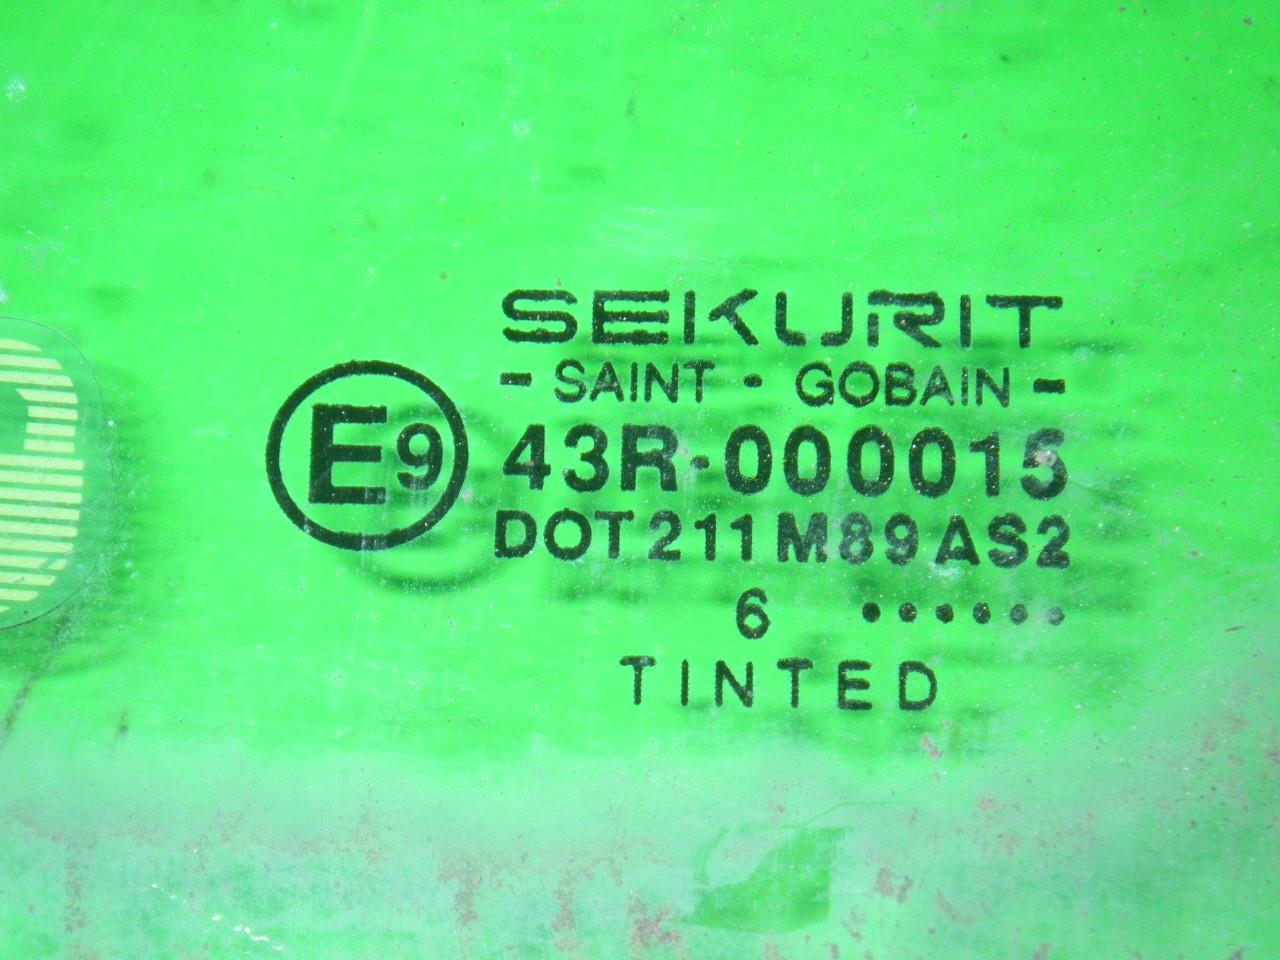 SEKURIT
- SAINT · GOBAIN -
E9
43R-000015
DOT 211 M89 AS2
6 ••••••
TINTED